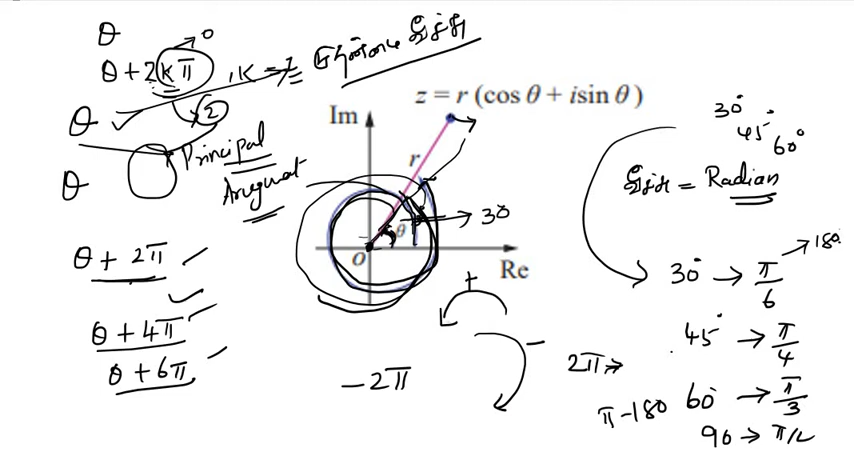 θ
θ + 2kπ → 0
, k → z
θ
2
θ
Principal
Argument
θ + 2π
θ + 4π
θ + 6π
z = r (cos θ + i sin θ )
Im
r
θ
30
O
Re
+
−
−2π
30°
45°
60°
= Radian
30° → π/6 → 180
45° → π/4
2π ⇒
π-180
60 → π/3
90 → π/2